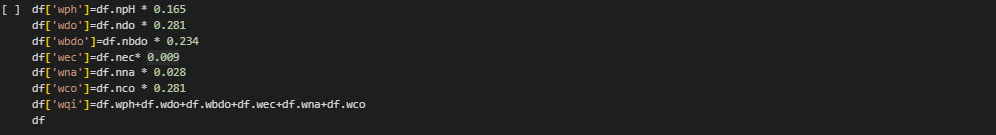 [ ] df['wph']=df.npH * 0.165
df['wdo']=df.ndo * 0.281
df['wbdo']=df.nbdo * 0.234
df['wec']=df.nec* 0.009
df['wna']=df.nna * 0.028
df['wco']=df.nco * 0.281
df['wqi']=df.wph+df.wdo+df.wbdo+df.wec+df.wna+df.wco
df